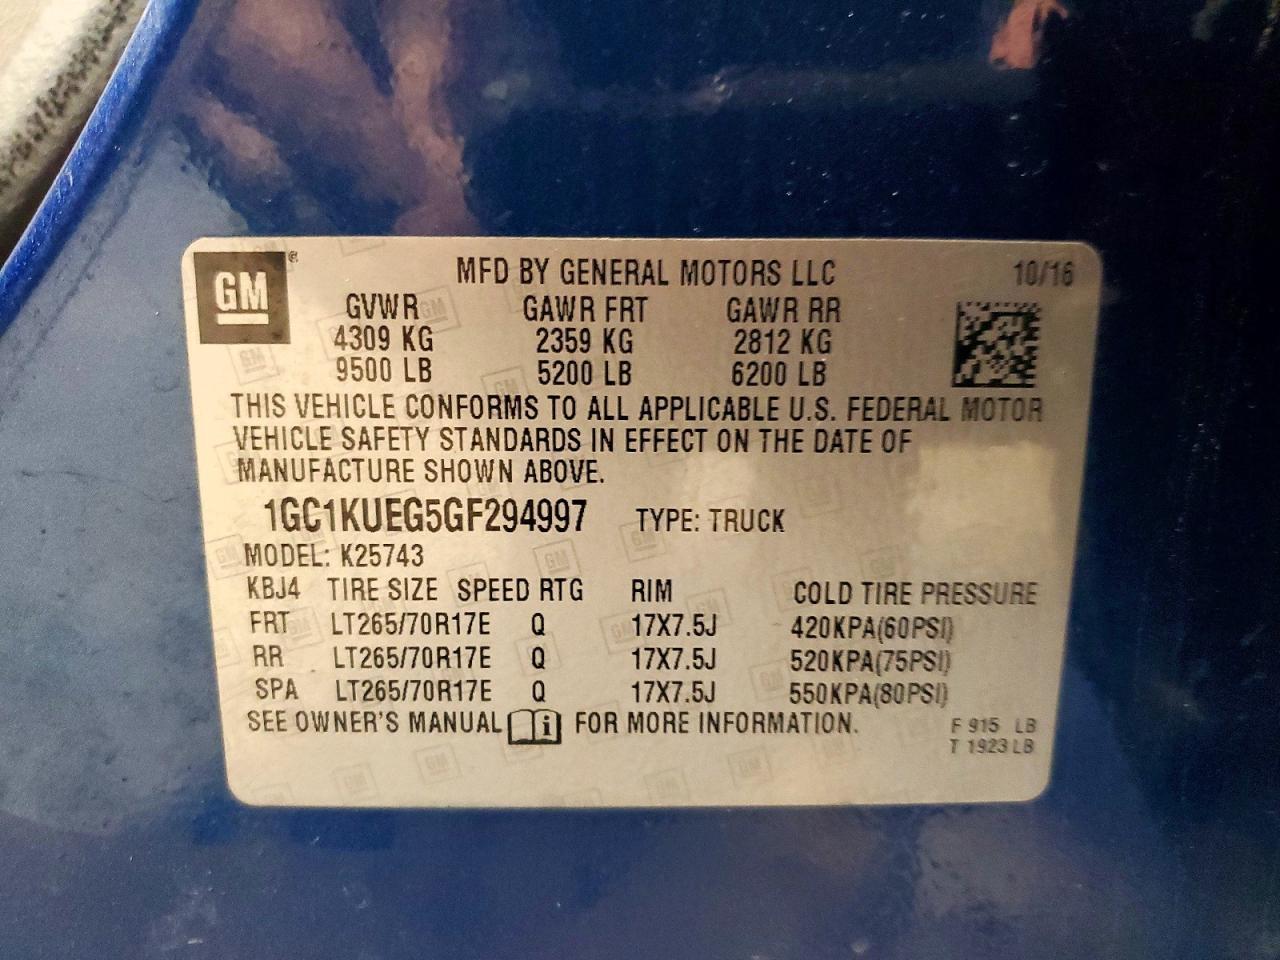 GM
MFD BY GENERAL MOTORS LLC 10/16
GVWR GAWR FRT GAWR RR
4309 KG 2359 KG 2812 KG
9500 LB 5200 LB 6200 LB
THIS VEHICLE CONFORMS TO ALL APPLICABLE U.S. FEDERAL MOTOR
VEHICLE SAFETY STANDARDS IN EFFECT ON THE DATE OF
MANUFACTURE SHOWN ABOVE.
1GC1KUEG5GF294997 TYPE: TRUCK
MODEL: K25743
KBJ4 TIRE SIZE SPEED RTG RIM COLD TIRE PRESSURE
FRT LT265/70R17E Q 17X7.5J 420KPA(60PSI)
RR LT265/70R17E Q 17X7.5J 520KPA(75PSI)
SPA LT265/70R17E Q 17X7.5J 550KPA(80PSI)
SEE OWNER'S MANUAL i FOR MORE INFORMATION.
F 915 LB
T 1923 LB